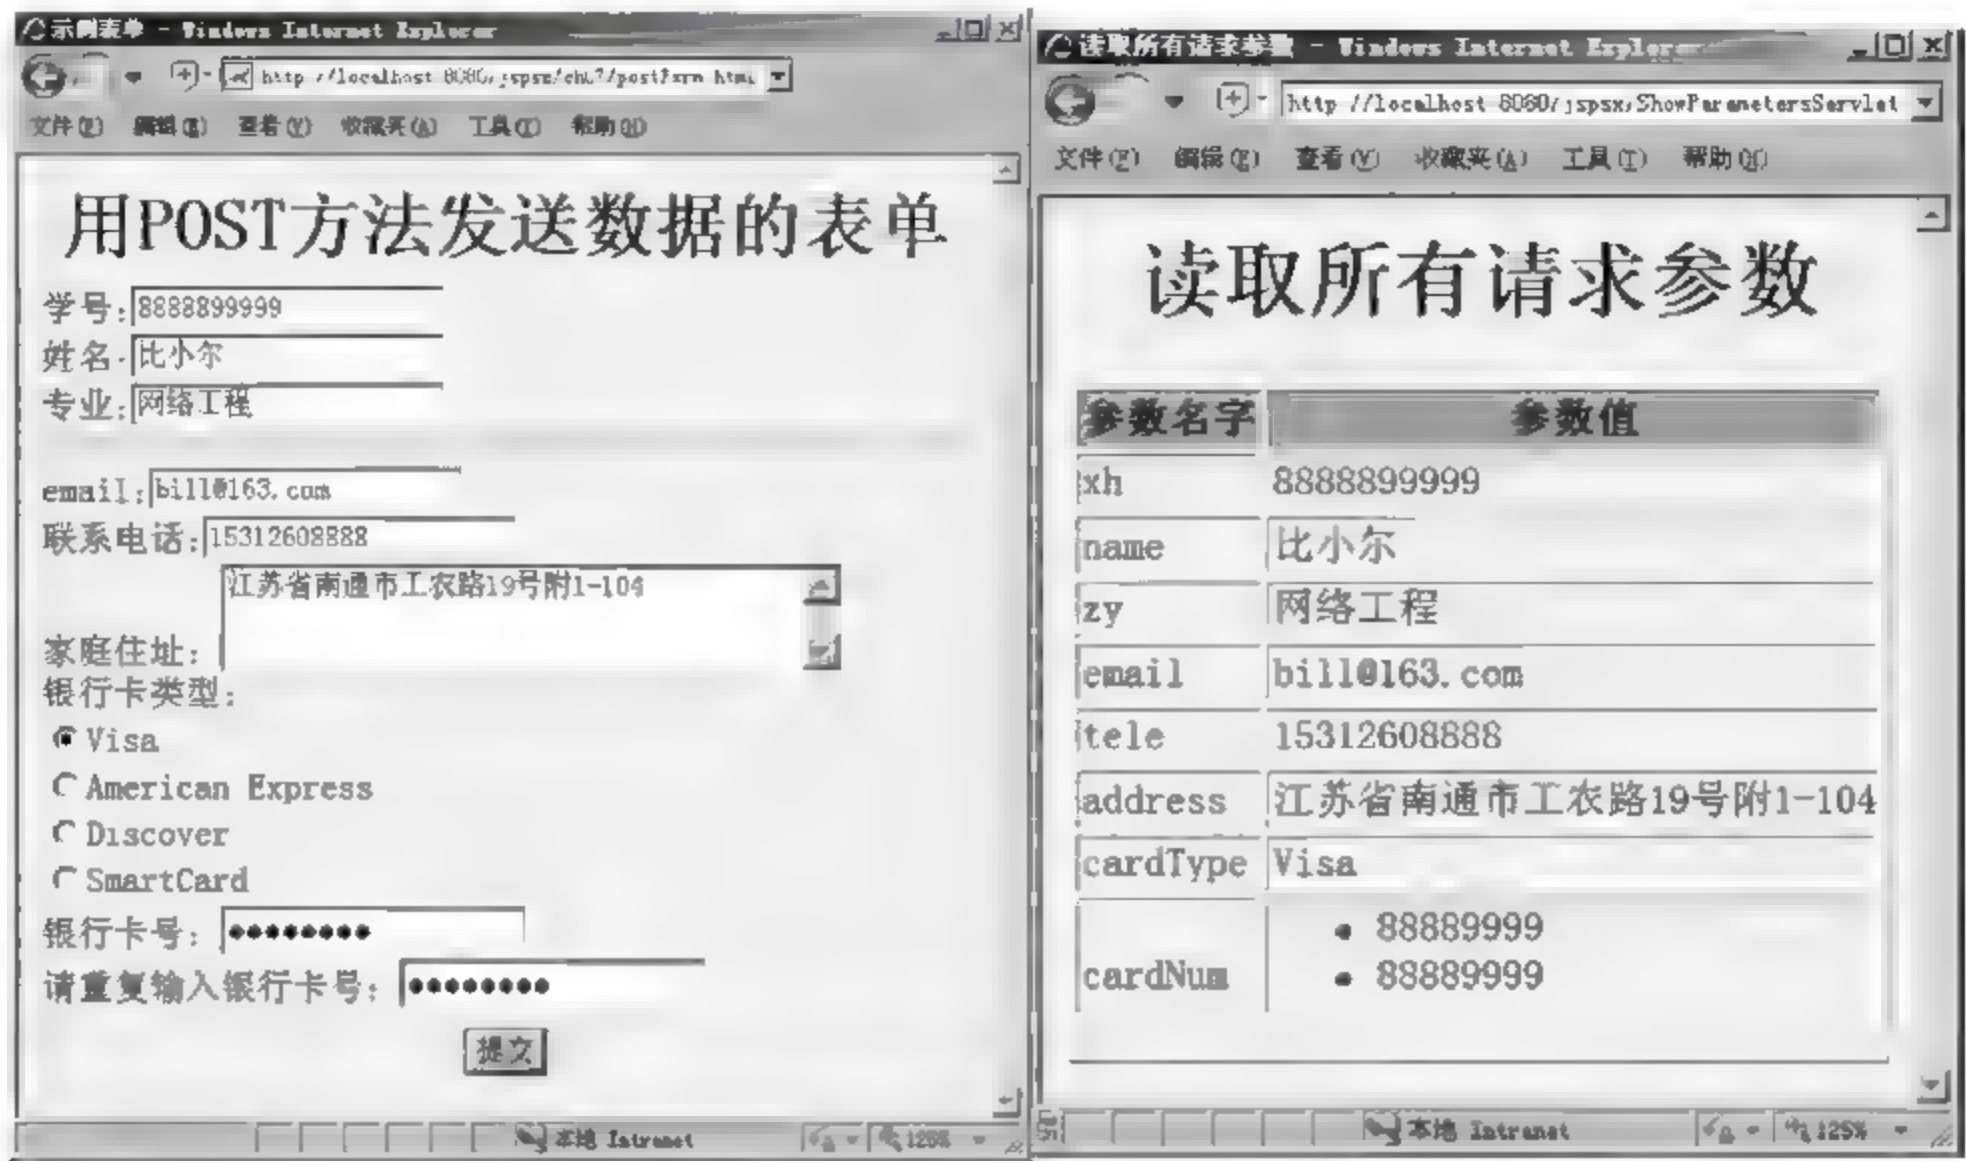 示例表单 - Windows Internet Explorer
文件(F) 编辑(E) 查看(V) 收藏夹(A) 工具(T) 帮助(H)
用POST方法发送数据的表单
学号:8888899999
姓名:比小尔
专业:网络工程
email:bill@163.com
联系电话:15312608888
江苏省南通市工农路19号附1-104
家庭住址:
银行卡类型:
Visa
American Express
Discover
SmartCard
银行卡号: ●●●●●●●●
请重复输入银行卡号: ●●●●●●●●
提交
本地 Intranet 125%
读取所有请求参数 - Windows Internet Explorer
http://localhost:8080/jspsx/ShowParametersServlet
文件(F) 编辑(E) 查看(V) 收藏夹(A) 工具(T) 帮助(H)
读取所有请求参数
参数名字 参数值
xh 8888899999
name 比小尔
zy 网络工程
email bill@163.com
tele 15312608888
address 江苏省南通市工农路19号附1-104
cardType Visa
cardNum
• 88889999
• 88889999
本地 Intranet 125%